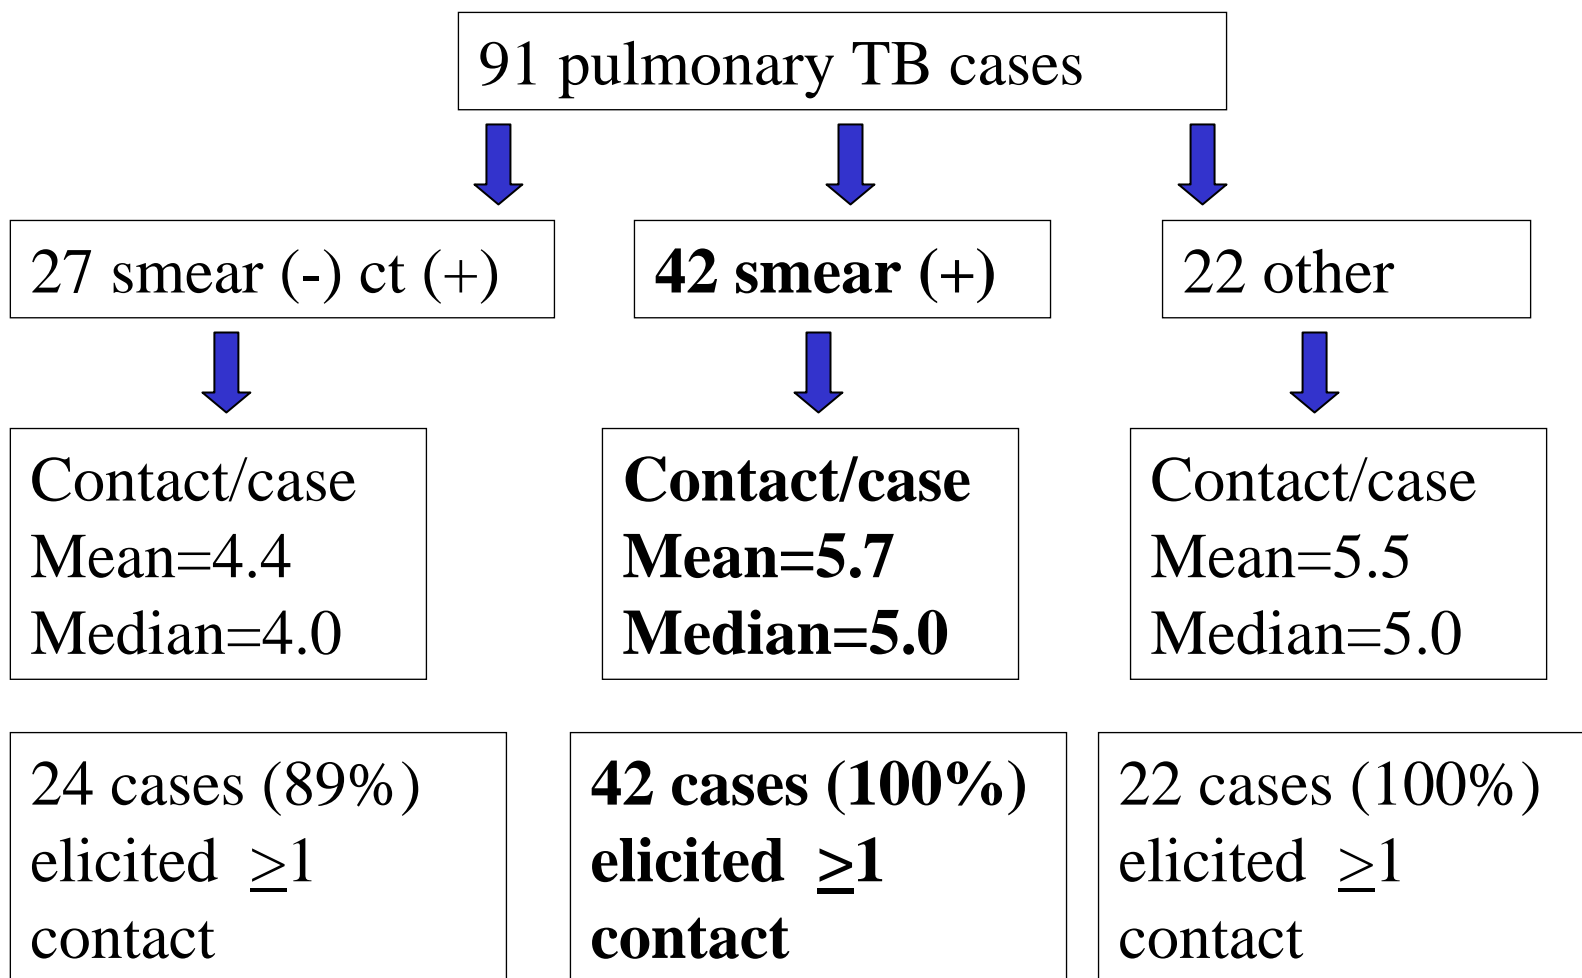 91 pulmonary TB cases
27 smear (-) ct (+)
42 smear (+)
22 other
Contact/case
Mean=4.4
Median=4.0
Contact/case
Mean=5.7
Median=5.0
Contact/case
Mean=5.5
Median=5.0
24 cases (89%)
elicited ≥1
contact
42 cases (100%)
elicited ≥1
contact
22 cases (100%)
elicited ≥1
contact